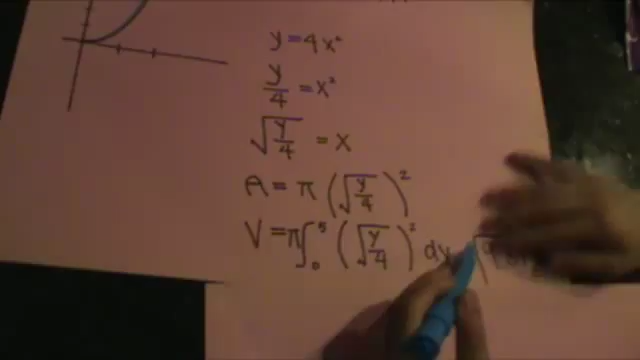 y = 4x²
y/4 = x²
√(y/4) = x
A = π (√(y/4))²
V = π∫₀⁵ (√(y/4))² dy